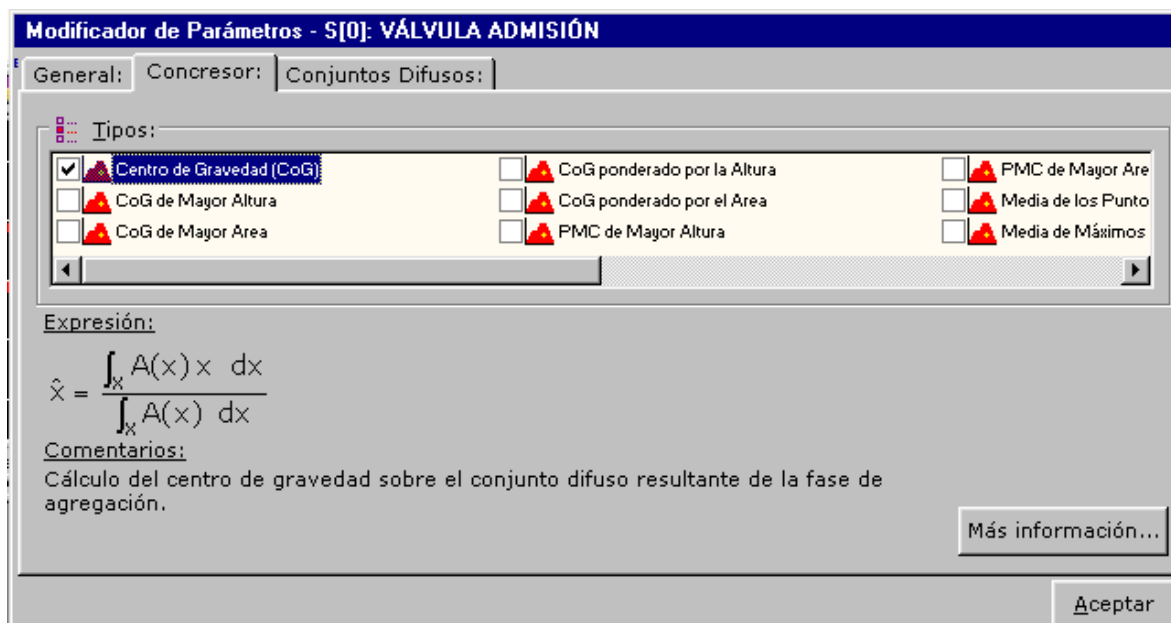 Modificador de Parámetros - S[0]: VÁLVULA ADMISIÓN
General: Concresor: Conjuntos Difusos:
Tipos:
Centro de Gravedad (CoG) CoG ponderado por la Altura PMC de Mayor Are
CoG de Mayor Altura CoG ponderado por el Area Media de los Punto
CoG de Mayor Area PMC de Mayor Altura Media de Máximos
Expresión:
x̂ = ∫x A(x) x dx / ∫x A(x) dx
Comentarios:
Cálculo del centro de gravedad sobre el conjunto difuso resultante de la fase de
agregación.
Más información...
Aceptar